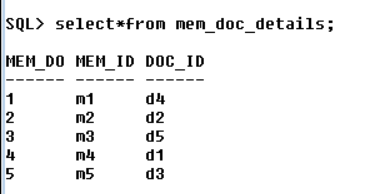 SQL> select*from mem_doc_details;
MEM_DO MEM_ID DOC_ID
------ ------ ------
1 m1 d4
2 m2 d2
3 m3 d5
4 m4 d1
5 m5 d3